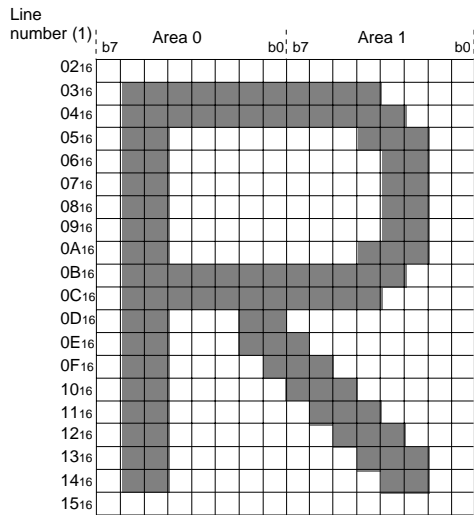 Line
number (1)
Area 0
Area 1
b7
b0
b7
b0
02₁₆
03₁₆
04₁₆
05₁₆
06₁₆
07₁₆
08₁₆
09₁₆
0A₁₆
0B₁₆
0C₁₆
0D₁₆
0E₁₆
0F₁₆
10₁₆
11₁₆
12₁₆
13₁₆
14₁₆
15₁₆